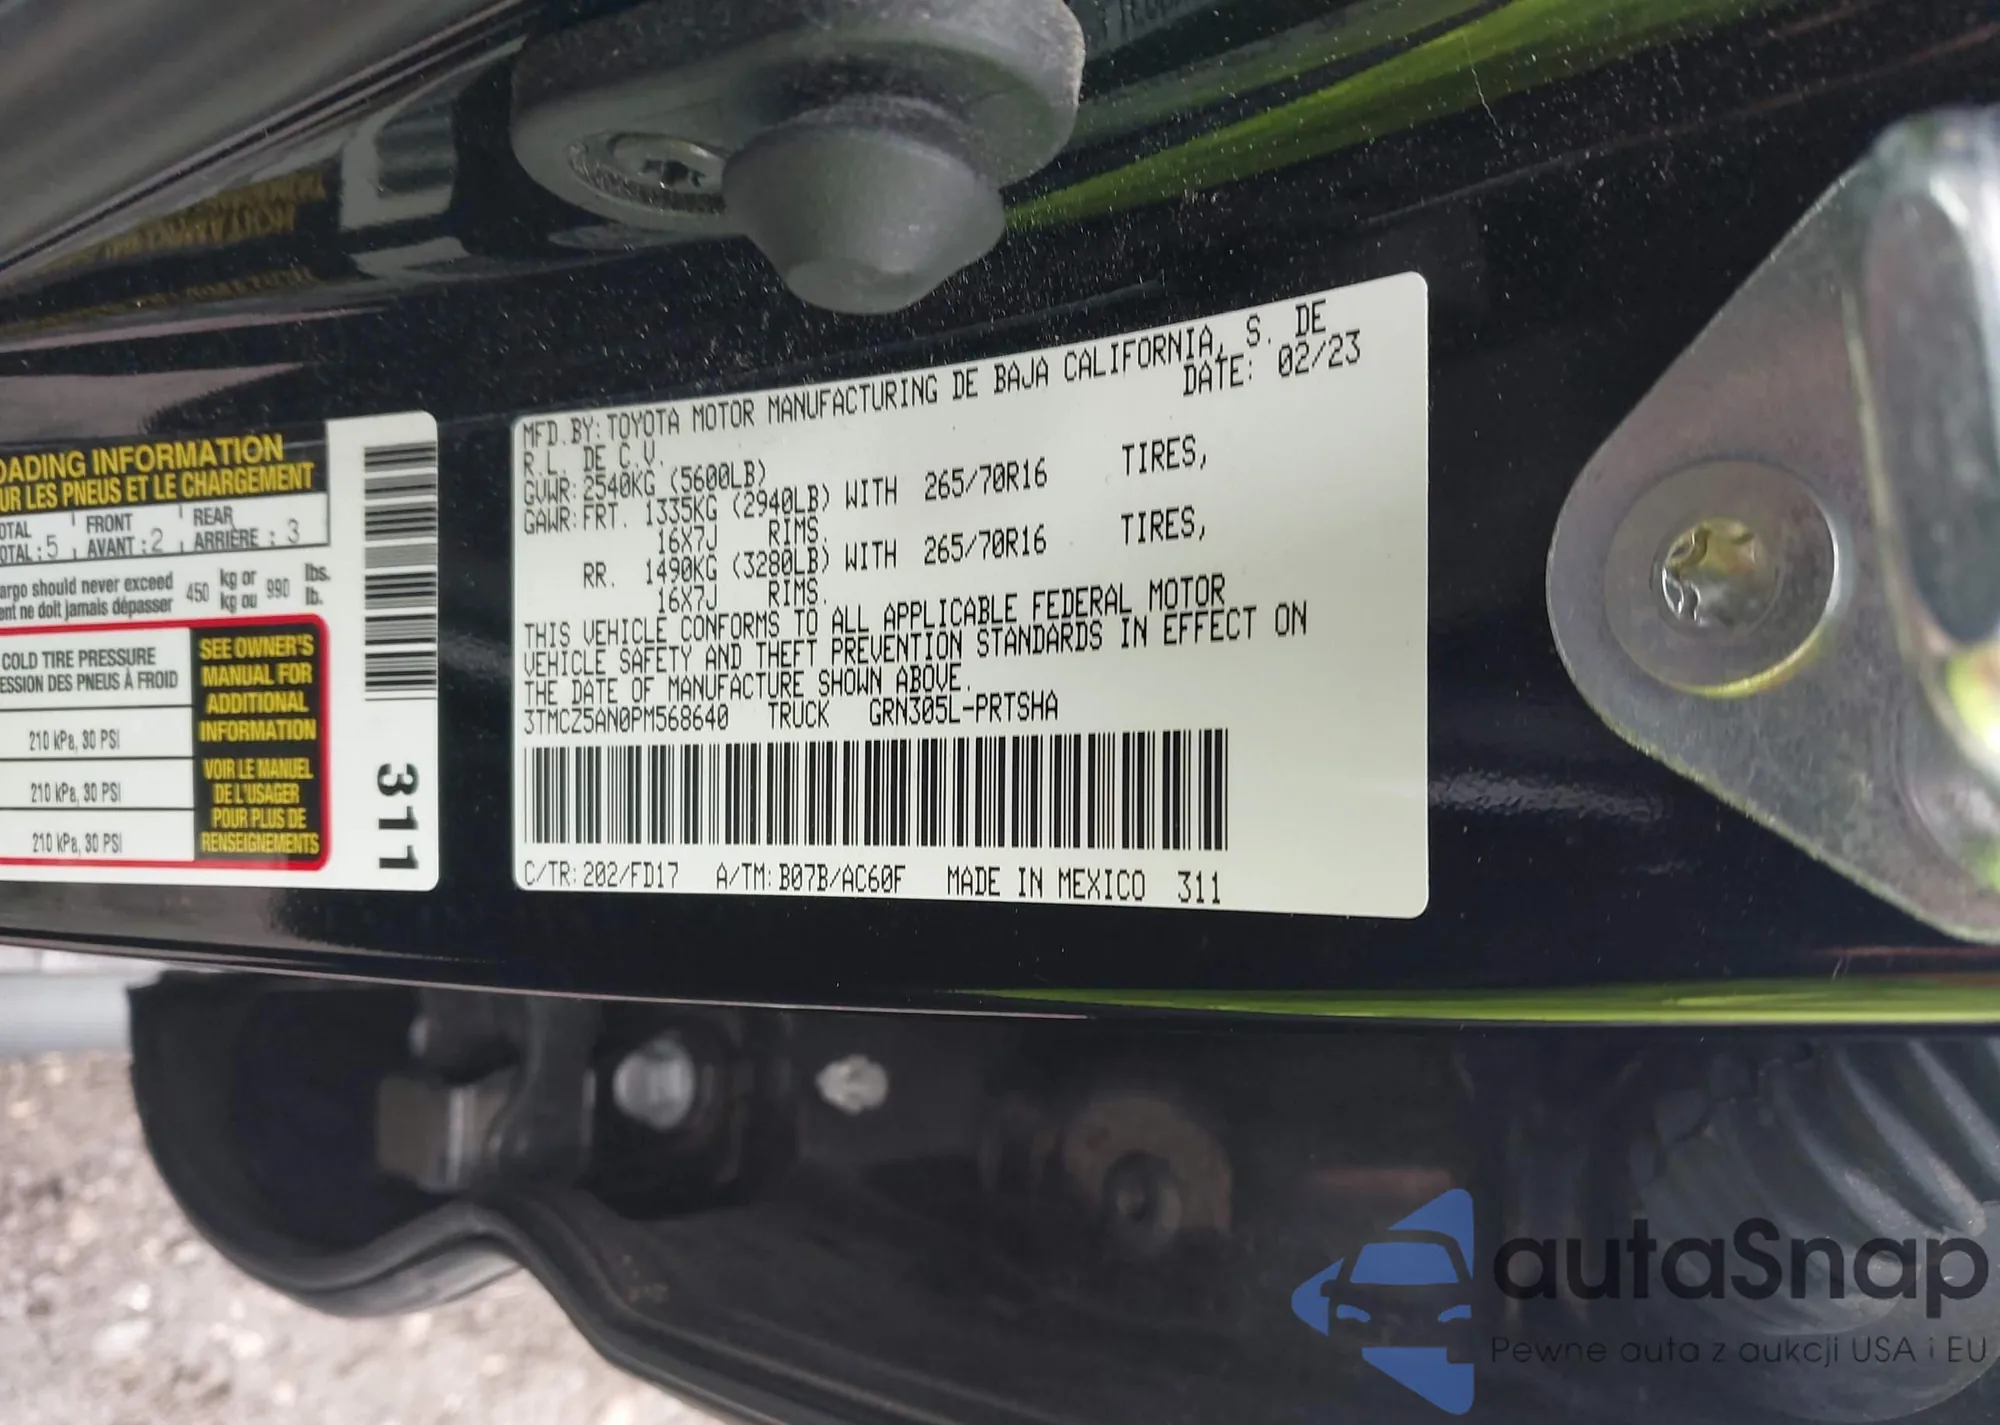 OADING INFORMATION
UR LES PNEUS ET LE CHARGEMENT
OTAL FRONT REAR
OTAL : 5 AVANT : 2 ARRIÈRE : 3
argo should never exceed 450 kg or 990 lbs.
ent ne doit jamais dépasser kg ou lb.
COLD TIRE PRESSURE
ESSION DES PNEUS À FROID
210 kPa, 30 PSI
210 kPa, 30 PSI
210 kPa, 30 PSI
SEE OWNER'S
MANUAL FOR
ADDITIONAL
INFORMATION
VOIR LE MANUEL
DE L'USAGER
POUR PLUS DE
RENSEIGNEMENTS
311
MFD.BY:TOYOTA MOTOR MANUFACTURING DE BAJA CALIFORNIA, S. DE
R.L. DE C.V. DATE: 02/23
GVWR:2540KG (5600LB)
GAWR:FRT. 1335KG (2940LB) WITH 265/70R16 TIRES,
16X7J RIMS.
RR. 1490KG (3280LB) WITH 265/70R16 TIRES,
16X7J RIMS.
THIS VEHICLE CONFORMS TO ALL APPLICABLE FEDERAL MOTOR
VEHICLE SAFETY AND THEFT PREVENTION STANDARDS IN EFFECT ON
THE DATE OF MANUFACTURE SHOWN ABOVE.
3TMCZ5AN0PM568640 TRUCK GRN305L-PRTSHA
C/TR:202/FD17 A/TM:B07B/AC60F MADE IN MEXICO 311
autaSnap
Pewne auta z aukcji USA i EU